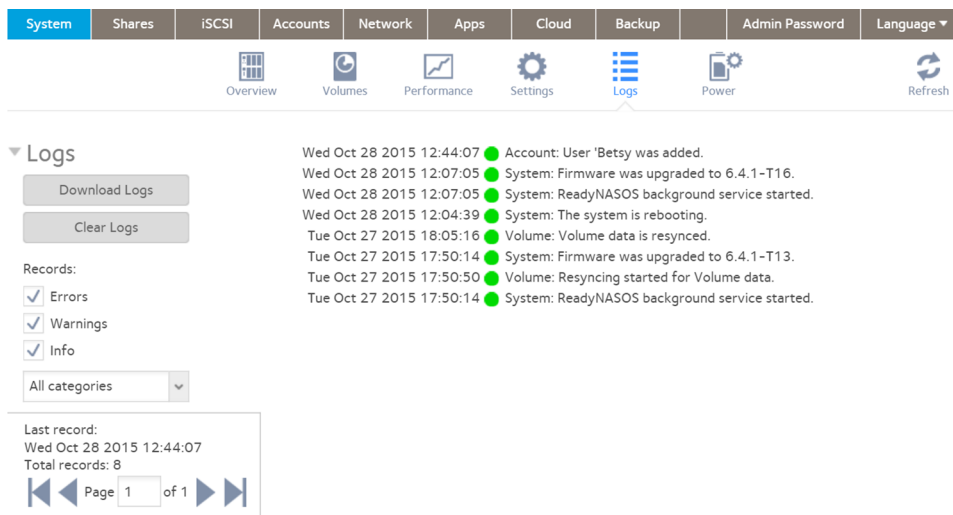 System Shares iSCSI Accounts Network Apps Cloud Backup Admin Password Language
Overview Volumes Performance Settings Logs Power Refresh
Logs
Download Logs
Clear Logs
Records:
Errors
Warnings
Info
All categories
Last record:
Wed Oct 28 2015 12:44:07
Total records: 8
Page 1 of 1
Wed Oct 28 2015 12:44:07 Account: User 'Betsy was added.
Wed Oct 28 2015 12:07:05 System: Firmware was upgraded to 6.4.1-T16.
Wed Oct 28 2015 12:07:05 System: ReadyNASOS background service started.
Wed Oct 28 2015 12:04:39 System: The system is rebooting.
Tue Oct 27 2015 18:05:16 Volume: Volume data is resynced.
Tue Oct 27 2015 17:50:14 System: Firmware was upgraded to 6.4.1-T13.
Tue Oct 27 2015 17:50:50 Volume: Resyncing started for Volume data.
Tue Oct 27 2015 17:50:14 System: ReadyNASOS background service started.